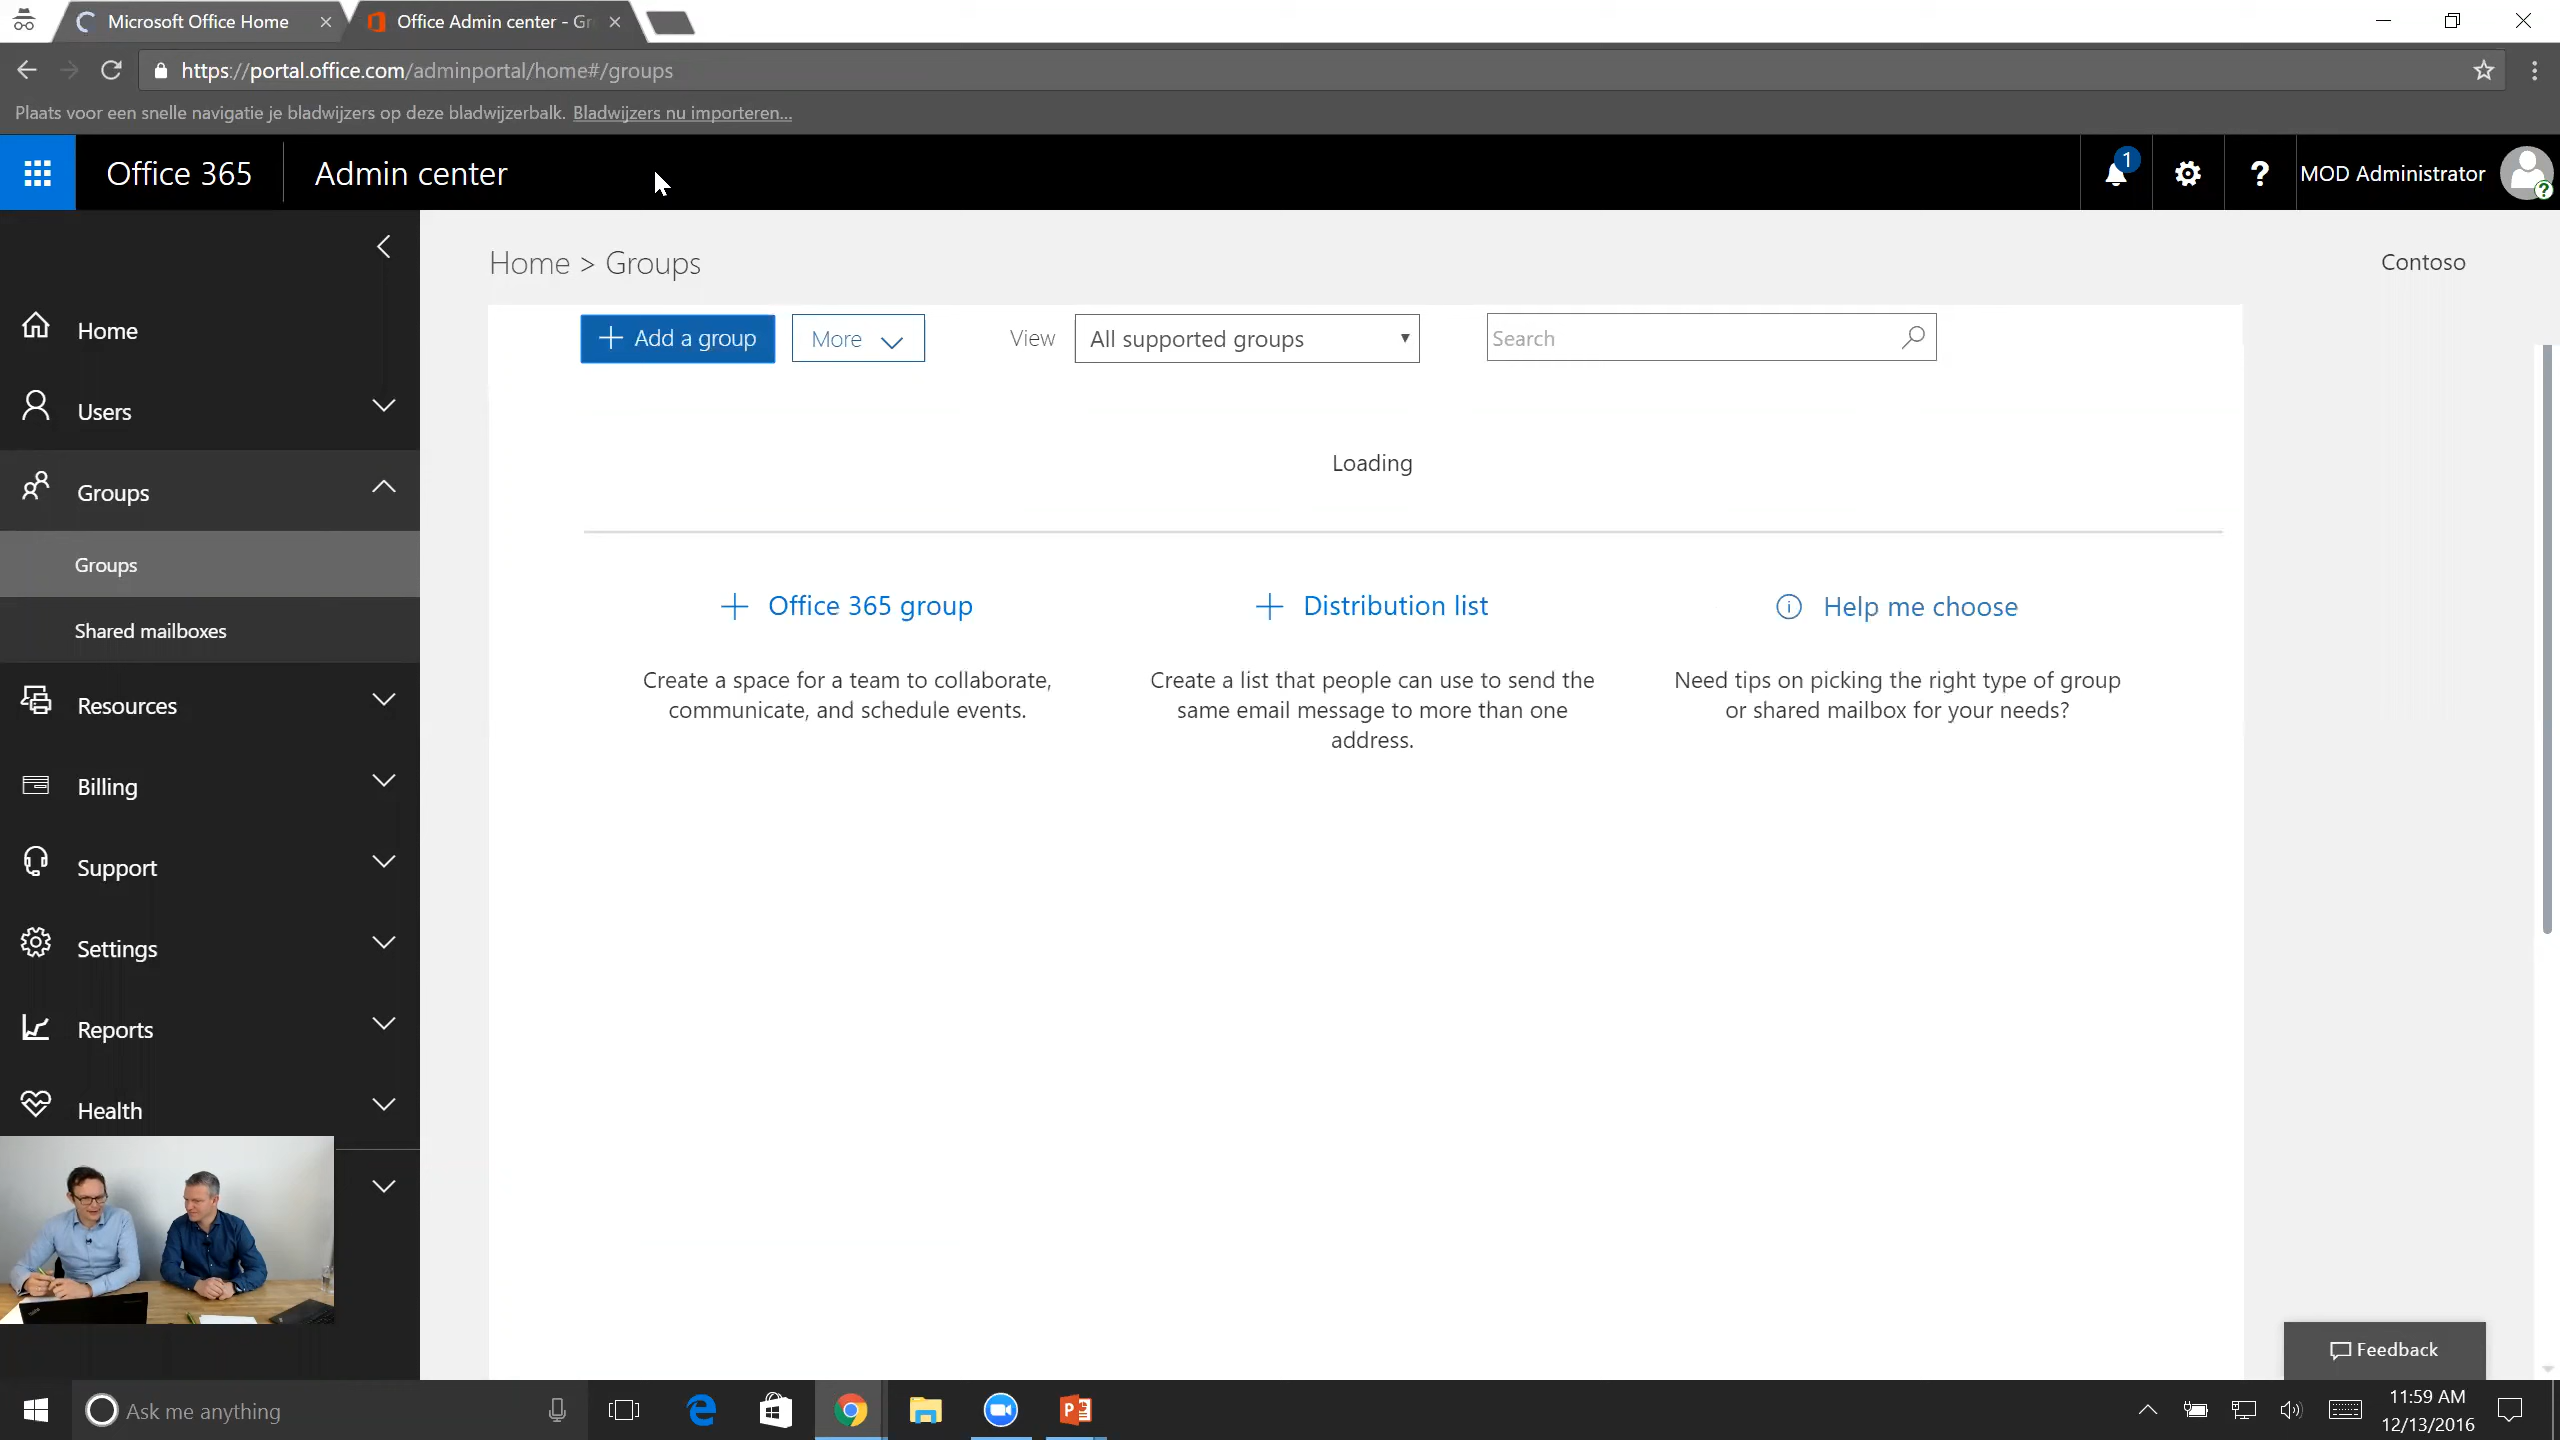 Microsoft Office Home
Office Admin center - Gr
https://portal.office.com/adminportal/home#/groups
Plaats voor een snelle navigatie je bladwijzers op deze bladwijzerbalk. Bladwijzers nu importeren...
Office 365
Admin center
1
?
MOD Administrator
Home > Groups
Contoso
Home
Users
Groups
Groups
Shared mailboxes
Resources
Billing
Support
Settings
Reports
Health
Add a group
More
View
All supported groups
Search
Loading
Office 365 group
Create a space for a team to collaborate,
communicate, and schedule events.
Distribution list
Create a list that people can use to send the
same email message to more than one
address.
Help me choose
Need tips on picking the right type of group
or shared mailbox for your needs?
Feedback
Ask me anything
11:59 AM
12/13/2016